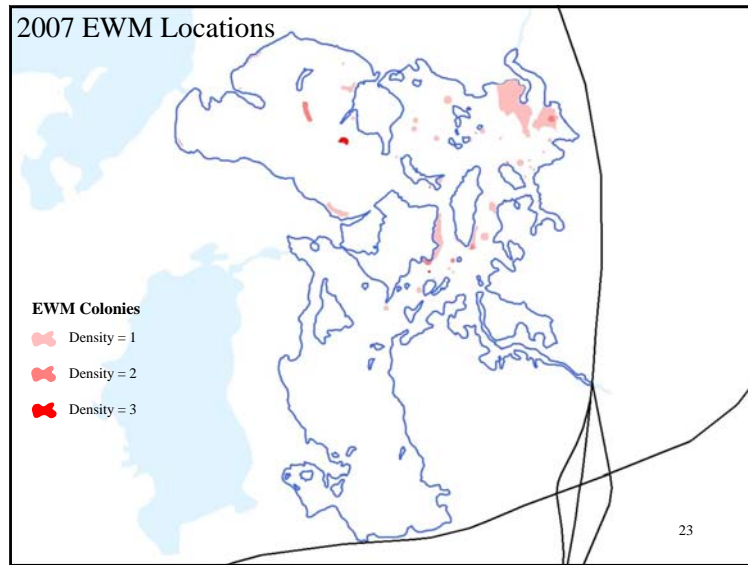 2007 EWM Locations
EWM Colonies
Density = 1
Density = 2
Density = 3
23